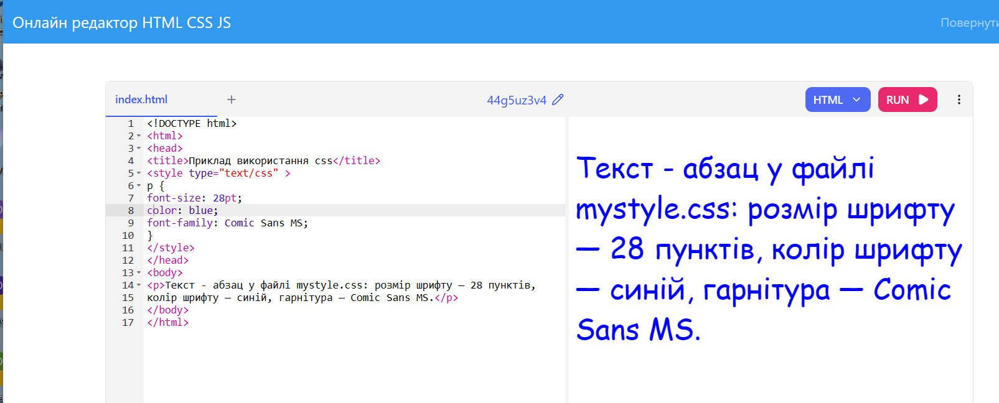 Онлайн редактор HTML CSS JS
Повернути
index.html
+
44g5uz3v4
HTML
RUN
1 <!DOCTYPE html>
2 <html>
3 <head>
4 <title>Приклад використання css</title>
5 <style type="text/css" >
6 p {
7 font-size: 28pt;
8 color: blue;
9 font-family: Comic Sans MS;
10 }
11 </style>
12 </head>
13 <body>
14 <p>Текст - абзац у файлі mystyle.css: розмір шрифту — 28 пунктів,
15 колір шрифту — синій, гарнітура — Comic Sans MS.</p>
16 </body>
17 </html>
Текст - абзац у файлі
mystyle.css: розмір шрифту
— 28 пунктів, колір шрифту
— синій, гарнітура — Comic
Sans MS.